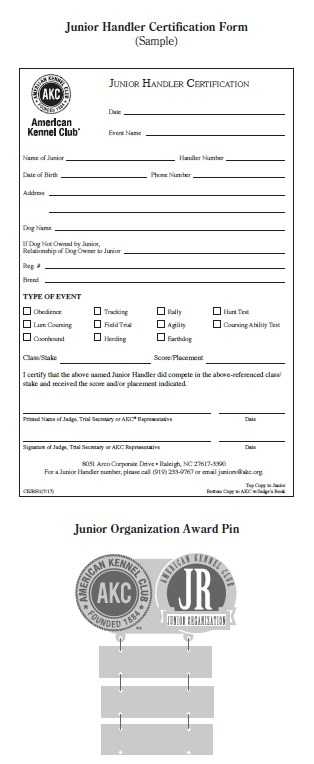 Junior Handler Certification Form
(Sample)
AMERICAN KENNEL CLUB
AKC
FOUNDED 1884
American
Kennel Club®
JUNIOR HANDLER CERTIFICATION
Date
Event Name
Name of Junior
Handler Number
Date of Birth
Phone Number
Address
Dog Name
If Dog Not Owned by Junior,
Relationship of Dog Owner to Junior
Reg. #
Breed
TYPE OF EVENT
Obedience Tracking Rally Hunt Test
Lure Coursing Field Trial Agility Coursing Ability Test
Coonhound Herding Earthdog
Class/Stake Score/Placement
I certify that the above named Junior Handler did compete in the above-referenced class/
stake and received the score and/or placement indicated.
Printed Name of Judge, Trial Secretary or AKC® Representative Date
Signature of Judge, Trial Secretary or AKC Representative Date
8051 Arco Corporate Drive • Raleigh, NC 27617-3390
For a Junior Handler number, please call (919) 233-9767 or email juniors@akc.org.
Top Copy to Junior
Bottom Copy to AKC w/Judge's Book
Junior Organization Award Pin
AMERICAN KENNEL CLUB
AKC
FOUNDED 1884
AMERICAN KENNEL CLUB
JR
JUNIOR ORGANIZATION